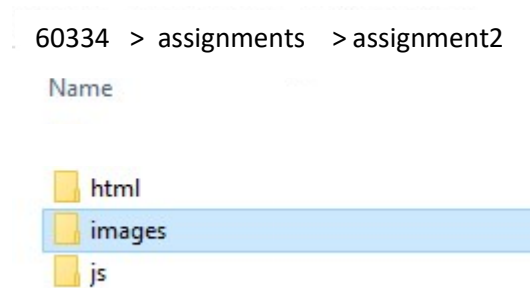 60334 > assignments > assignment2
Name
html
images
js